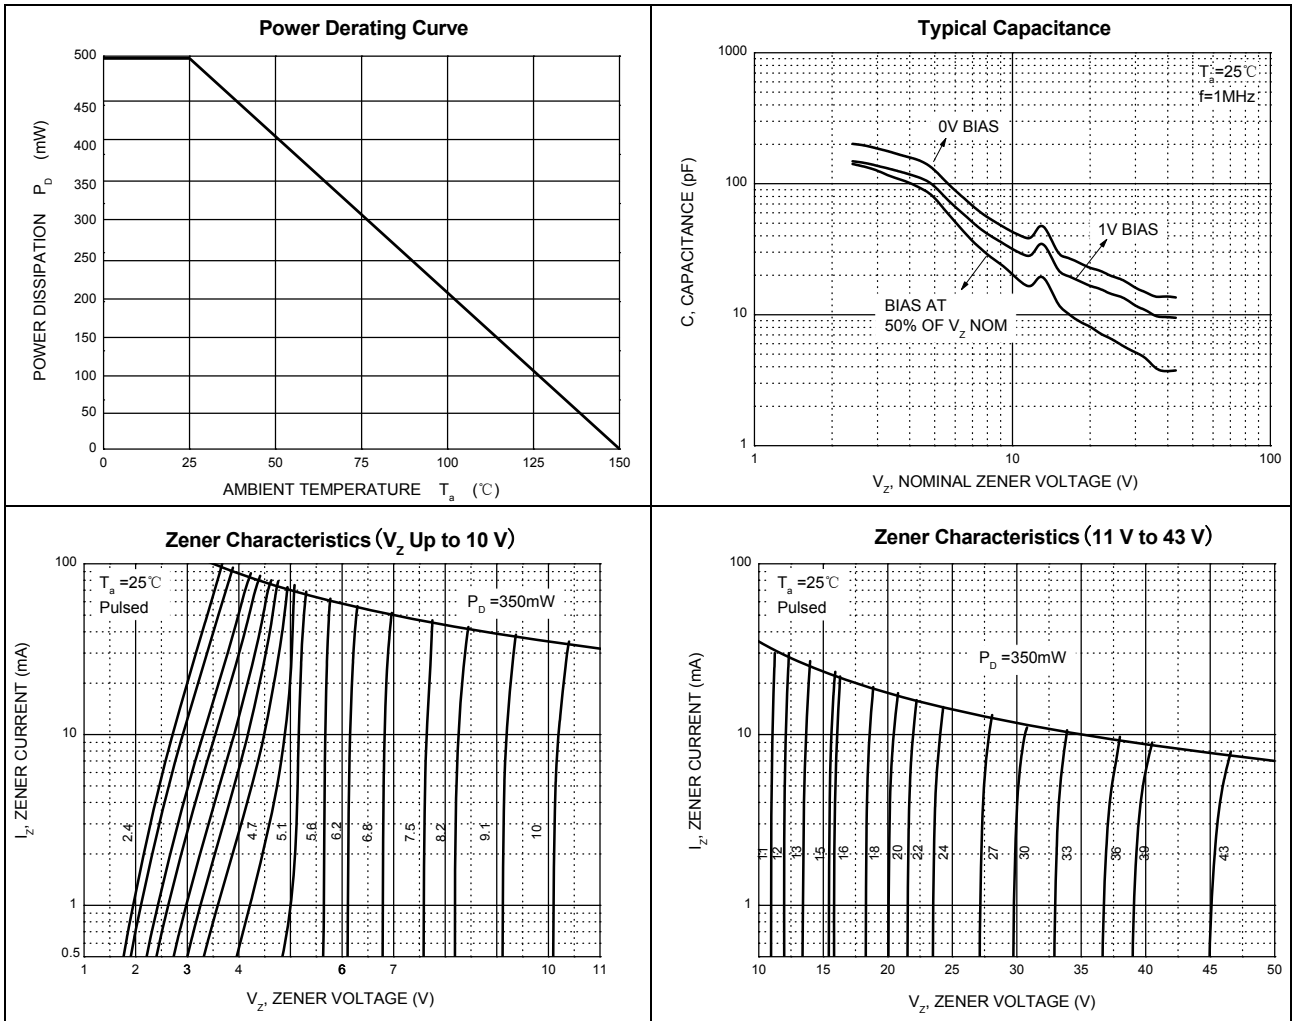 Power Derating Curve
500
450
400
350
300
250
200
150
100
50
0
0 25 50 75 100 125 150
POWER DISSIPATION P_D (mW)
AMBIENT TEMPERATURE T_a (℃)
Typical Capacitance
1000
100
10
1
1 10 100
T_a=25℃
f=1MHz
0V BIAS
1V BIAS
BIAS AT
50% OF V_Z NOM
C, CAPACITANCE (pF)
V_Z, NOMINAL ZENER VOLTAGE (V)
Zener Characteristics (V_Z Up to 10 V)
100
10
1
0.5
T_a=25℃
Pulsed
P_D=350mW
2.4 4.7 5.1 5.6 6.2 6.8 7.5 8.2 9.1 10
1 2 3 4 6 7 10 11
I_Z, ZENER CURRENT (mA)
V_Z, ZENER VOLTAGE (V)
Zener Characteristics (11 V to 43 V)
100
10
1
T_a=25℃
Pulsed
P_D=350mW
11 12 13 15 16 18 20 22 24 27 30 33 36 39 43
10 15 20 25 30 35 40 45 50
I_Z, ZENER CURRENT (mA)
V_Z, ZENER VOLTAGE (V)